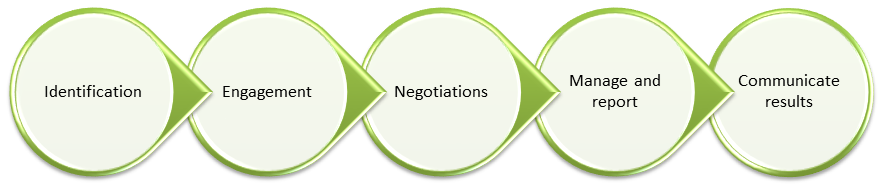 Identification
Engagement
Negotiations
Manage and
report
Communicate
results